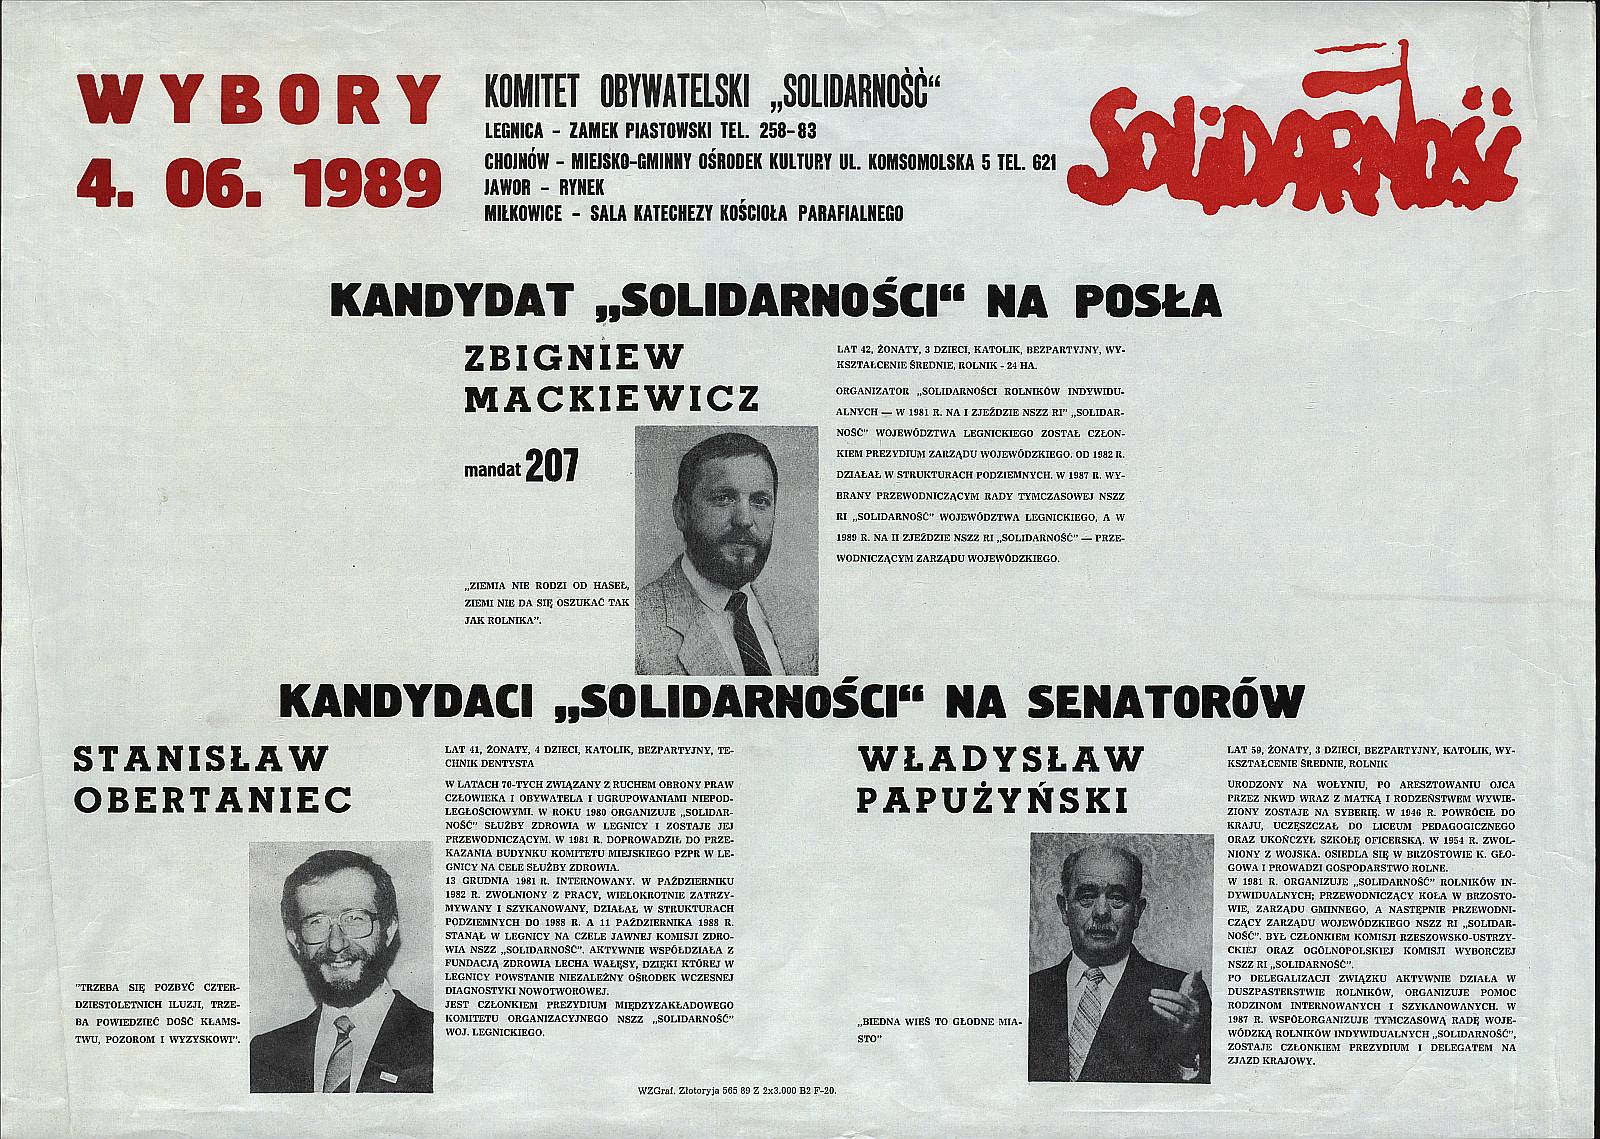 WYBORY
4. 06. 1989
KOMITET OBYWATELSKI „SOLIDARNOŚĆ“
LEGNICA – ZAMEK PIASTOWSKI TEL. 258–83
CHOJNÓW – MIEJSKO-GMINNY OŚRODEK KULTURY UL. KOMSOMOLSKA 5 TEL. 621
JAWOR – RYNEK
MIŁKOWICE – SALA KATECHEZY KOŚCIOŁA PARAFIALNEGO
SOLIDARNOŚĆ
KANDYDAT „SOLIDARNOŚCI“ NA POSŁA
ZBIGNIEW
MACKIEWICZ
mandat 207
„ZIEMIA NIE RODZI OD HASEŁ,
ZIEMI NIE DA SIĘ OSZUKAĆ TAK
JAK ROLNIKA”.
LAT 42, ŻONATY, 3 DZIECI, KATOLIK, BEZPARTYJNY, WY-
KSZTAŁCENIE ŚREDNIE, ROLNIK - 24 HA.
ORGANIZATOR „SOLIDARNOŚCI ROLNIKÓW INDYWIDU-
ALNYCH — W 1981 R. NA I ZJEŹDZIE NSZZ RI” „SOLIDAR-
NOŚĆ” WOJEWÓDZTWA LEGNICKIEGO ZOSTAŁ CZŁON-
KIEM PREZYDIUM ZARZĄDU WOJEWÓDZKIEGO. OD 1982 R.
DZIAŁAŁ W STRUKTURACH PODZIEMNYCH. W 1987 R. WY-
BRANY PRZEWODNICZĄCYM RADY TYMCZASOWEJ NSZZ
RI „SOLIDARNOŚĆ” WOJEWÓDZTWA LEGNICKIEGO, A W
1989 R. NA II ZJEŹDZIE NSZZ RI „SOLIDARNOŚĆ” — PRZE-
WODNICZĄCYM ZARZĄDU WOJEWÓDZKIEGO.
KANDYDACI „SOLIDARNOŚCI“ NA SENATORÓW
STANISŁAW
OBERTANIEC
"TRZEBA SIĘ POZBYĆ CZTER-
DZIESTOLETNICH ILUZJI, TRZE-
BA POWIEDZIEĆ DOŚĆ KŁAMS-
TWU, POZOROM I WYZYSKOWI".
LAT 41, ŻONATY, 4 DZIECI, KATOLIK, BEZPARTYJNY, TE-
CHNIK DENTYSTA
W LATACH 70-TYCH ZWIĄZANY Z RUCHEM OBRONY PRAW
CZŁOWIEKA I OBYWATELA I UGRUPOWANIAMI NIEPOD-
LEGŁOŚCIOWYMI. W ROKU 1980 ORGANIZUJE „SOLIDAR-
NOŚĆ” SŁUŻBY ZDROWIA W LEGNICY I ZOSTAJE JEJ
PRZEWODNICZĄCYM. W 1981 R. DOPROWADZIŁ DO PRZE-
KAZANIA BUDYNKU KOMITETU MIEJSKIEGO PZPR W LE-
GNICY NA CELE SŁUŻBY ZDROWIA.
13 GRUDNIA 1981 R. INTERNOWANY. W PAŹDZIERNIKU
1982 R. ZWOLNIONY Z PRACY, WIELOKROTNIE ZATRZY-
MYWANY I SZYKANOWANY, DZIAŁAŁ W STRUKTURACH
PODZIEMNYCH DO 1988 R. A 11 PAŹDZIERNIKA 1988 R.
STANĄŁ W LEGNICY NA CZELE JAWNEJ KOMISJI ZDRO-
WIA NSZZ „SOLIDARNOŚĆ”. AKTYWNIE WSPÓŁDZIAŁA Z
FUNDACJĄ ZDROWIA LECHA WAŁĘSY, DZIĘKI KTÓREJ W
LEGNICY POWSTANIE NIEZALEŻNY OŚRODEK WCZESNEJ
DIAGNOSTYKI NOWOTWOROWEJ.
JEST CZŁONKIEM PREZYDIUM MIĘDZYZAKŁADOWEGO
KOMITETU ORGANIZACYJNEGO NSZZ „SOLIDARNOŚĆ”
WOJ. LEGNICKIEGO.
WŁADYSŁAW
PAPUŻYŃSKI
„BIEDNA WIEŚ TO GŁODNE MIA-
STO”
LAT 59, ŻONATY, 3 DZIECI, BEZPARTYJNY, KATOLIK, WY-
KSZTAŁCENIE ŚREDNIE, ROLNIK
URODZONY NA WOŁYNIU, PO ARESZTOWANIU OJCA
PRZEZ NKWD WRAZ Z MATKĄ I RODZEŃSTWEM WYWIE-
ZIONY ZOSTAJE NA SYBERIĘ. W 1946 R. POWRÓCIŁ DO
KRAJU, UCZĘSZCZAŁ DO LICEUM PEDAGOGICZNEGO
ORAZ UKOŃCZYŁ SZKOŁĘ OFICERSKĄ. W 1954 R. ZWOL-
NIONY Z WOJSKA. OSIEDLA SIĘ W BRZOSTOWIE K. GŁO-
GOWA I PROWADZI GOSPODARSTWO ROLNE.
W 1981 R. ORGANIZUJE „SOLIDARNOŚĆ” ROLNIKÓW IN-
DYWIDUALNYCH; PRZEWODNICZĄCY KOŁA W BRZOSTO-
WIE, ZARZĄDU GMINNEGO, A NASTĘPNIE PRZEWODNI-
CZĄCY ZARZĄDU WOJEWÓDZKIEGO NSZZ RI „SOLIDAR-
NOŚĆ”. BYŁ CZŁONKIEM KOMISJI RZESZOWSKO-USTRZY-
CKIEJ ORAZ OGÓLNOPOLSKIEJ KOMISJI WYBORCZEJ
NSZZ RI „SOLIDARNOŚĆ”.
PO DELEGALIZACJI ZWIĄZKU AKTYWNIE DZIAŁA W
DUSZPASTERSTWIE ROLNIKÓW, ORGANIZUJE POMOC
RODZINOM INTERNOWANYCH I SZYKANOWANYCH. W
1987 R. WSPÓŁORGANIZUJE TYMCZASOWĄ RADĘ WOJE-
WÓDZKĄ ROLNIKÓW INDYWIDUALNYCH „SOLIDARNOŚĆ”,
ZOSTAJE CZŁONKIEM PREZYDIUM I DELEGATEM NA
ZJAZD KRAJOWY.
WZGraf. Złotoryja 565 89 Z 2x3.000 B2 F-20.